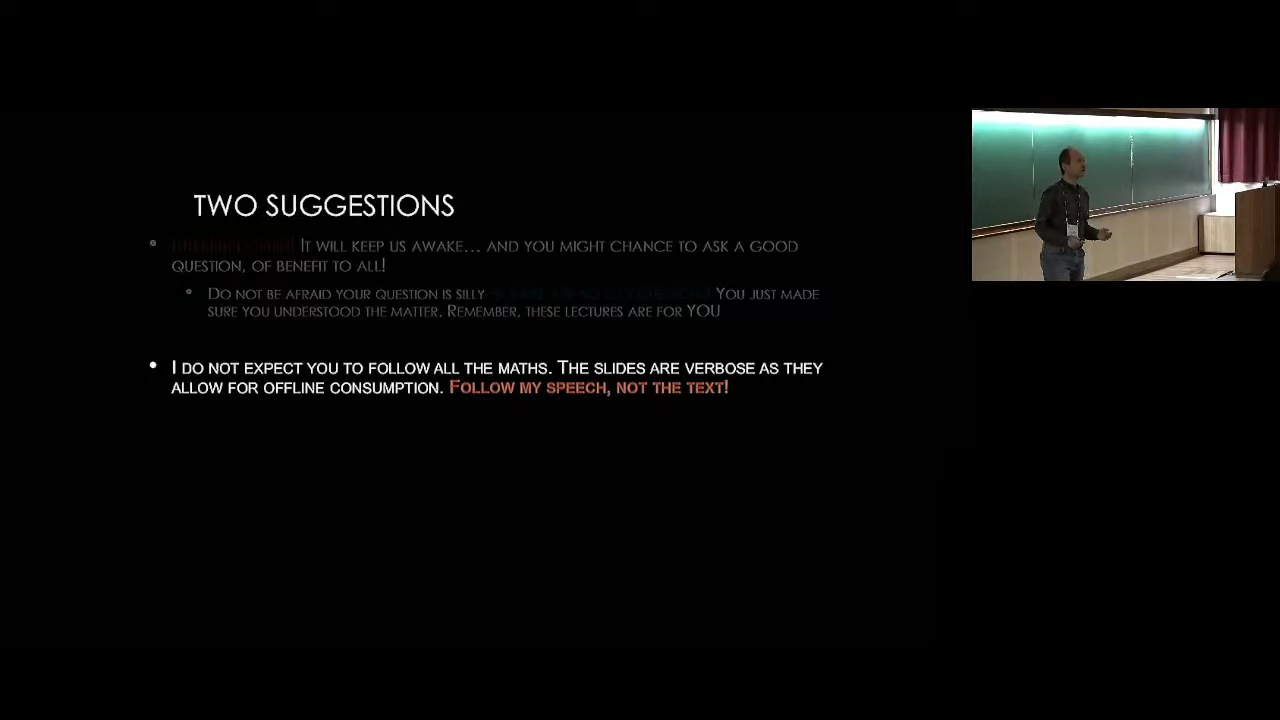 TWO SUGGESTIONS
• IT WILL KEEP US AWAKE... AND YOU MIGHT CHANCE TO ASK A GOOD
QUESTION, OF BENEFIT TO ALL!
• DO NOT BE AFRAID YOUR QUESTION IS SILLY YOU JUST MADE
SURE YOU UNDERSTOOD THE MATTER. REMEMBER, THESE LECTURES ARE FOR YOU
• I DO NOT EXPECT YOU TO FOLLOW ALL THE MATHS. THE SLIDES ARE VERBOSE AS THEY
ALLOW FOR OFFLINE CONSUMPTION. FOLLOW MY SPEECH, NOT THE TEXT!